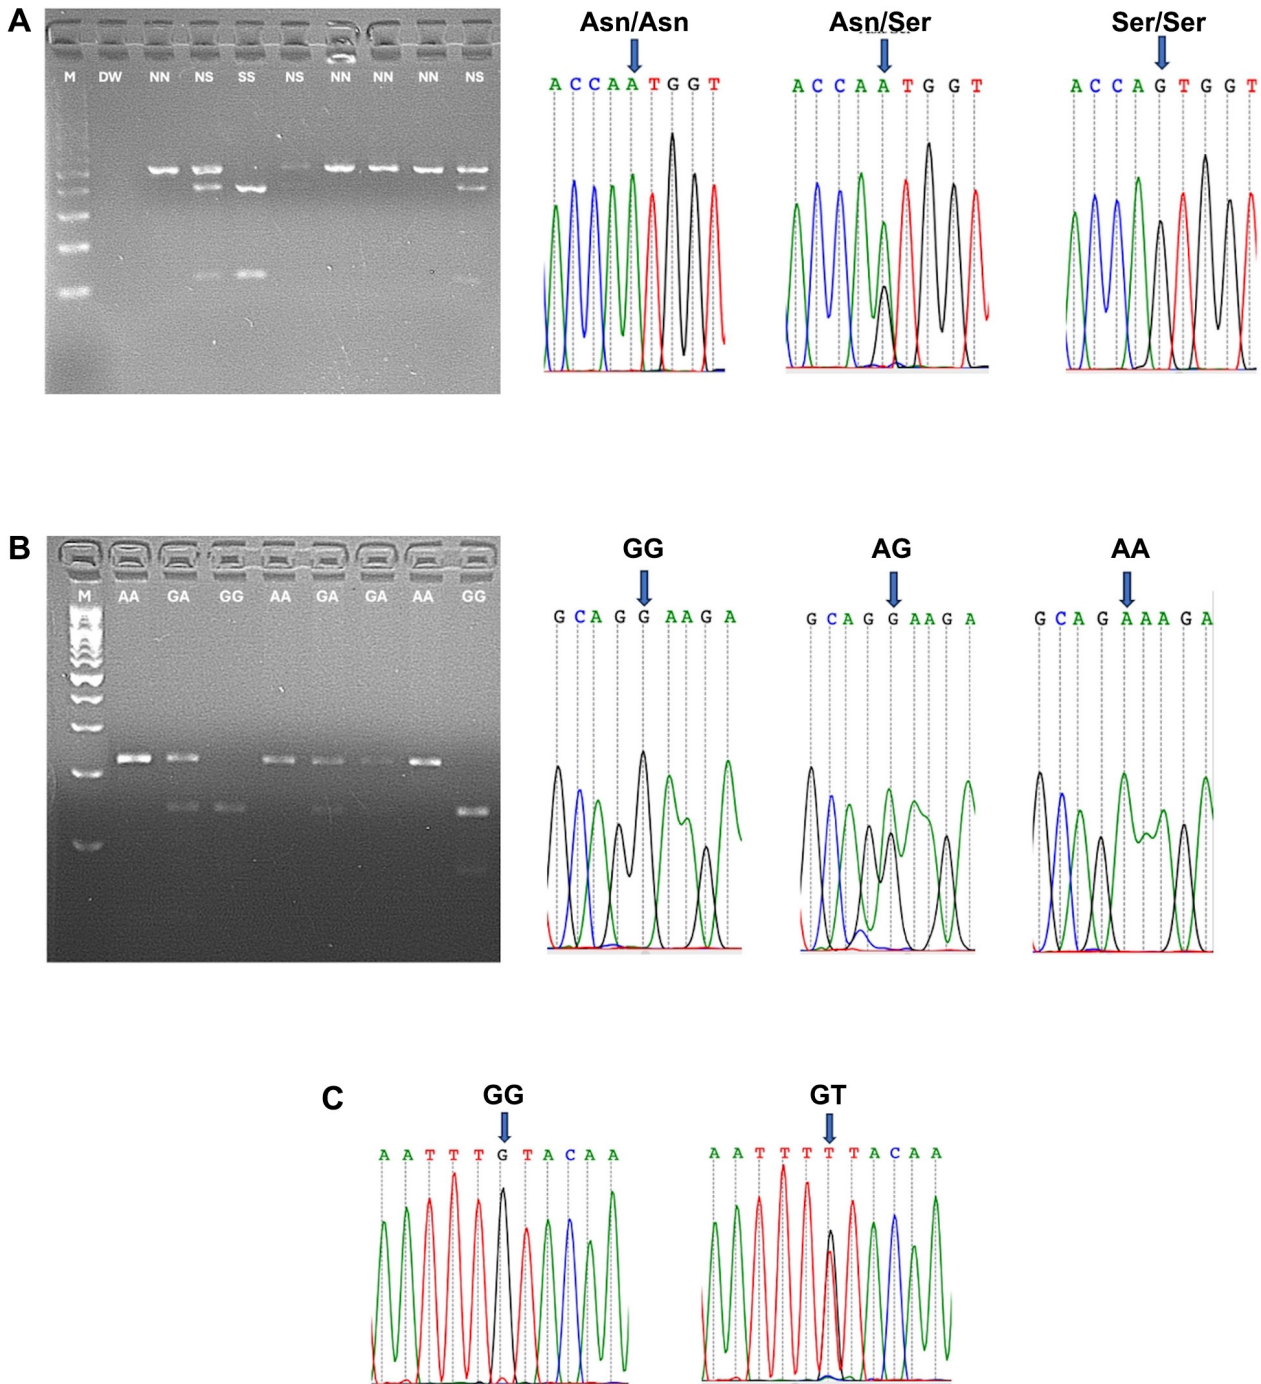 A
Asn/Asn Asn/Ser Ser/Ser
M DW NN NS SS NS NN NN NN NS
A C C A A T G G T
A C C A A T G G T
A C C A G T G G T
B
GG AG AA
M AA GA GG AA GA GA AA GG
G C A G G A A G A
G C A G G A A G A
G C A G A A A G A
C
GG GT
A A T T T G T A C A A
A A T T T T T A C A A